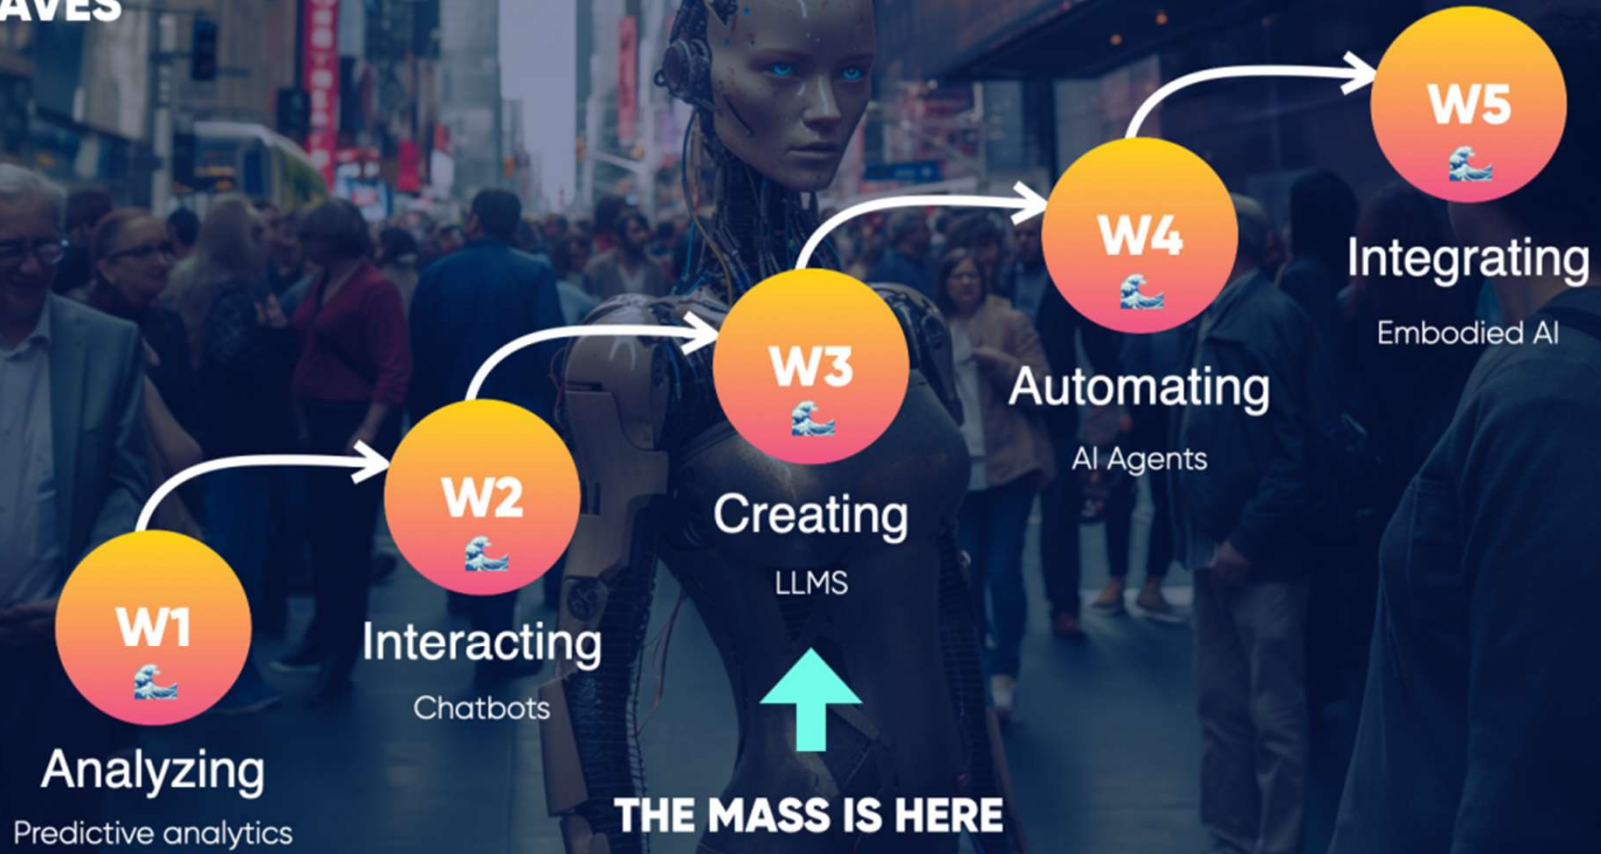 AVES
W1
Analyzing
Predictive analytics
W2
Interacting
Chatbots
W3
Creating
LLMS
THE MASS IS HERE
W4
Automating
AI Agents
W5
Integrating
Embodied AI